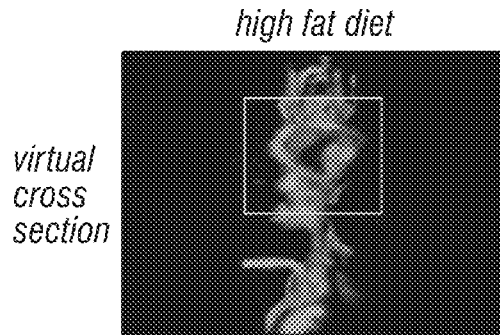 high fat diet
virtual
cross
section